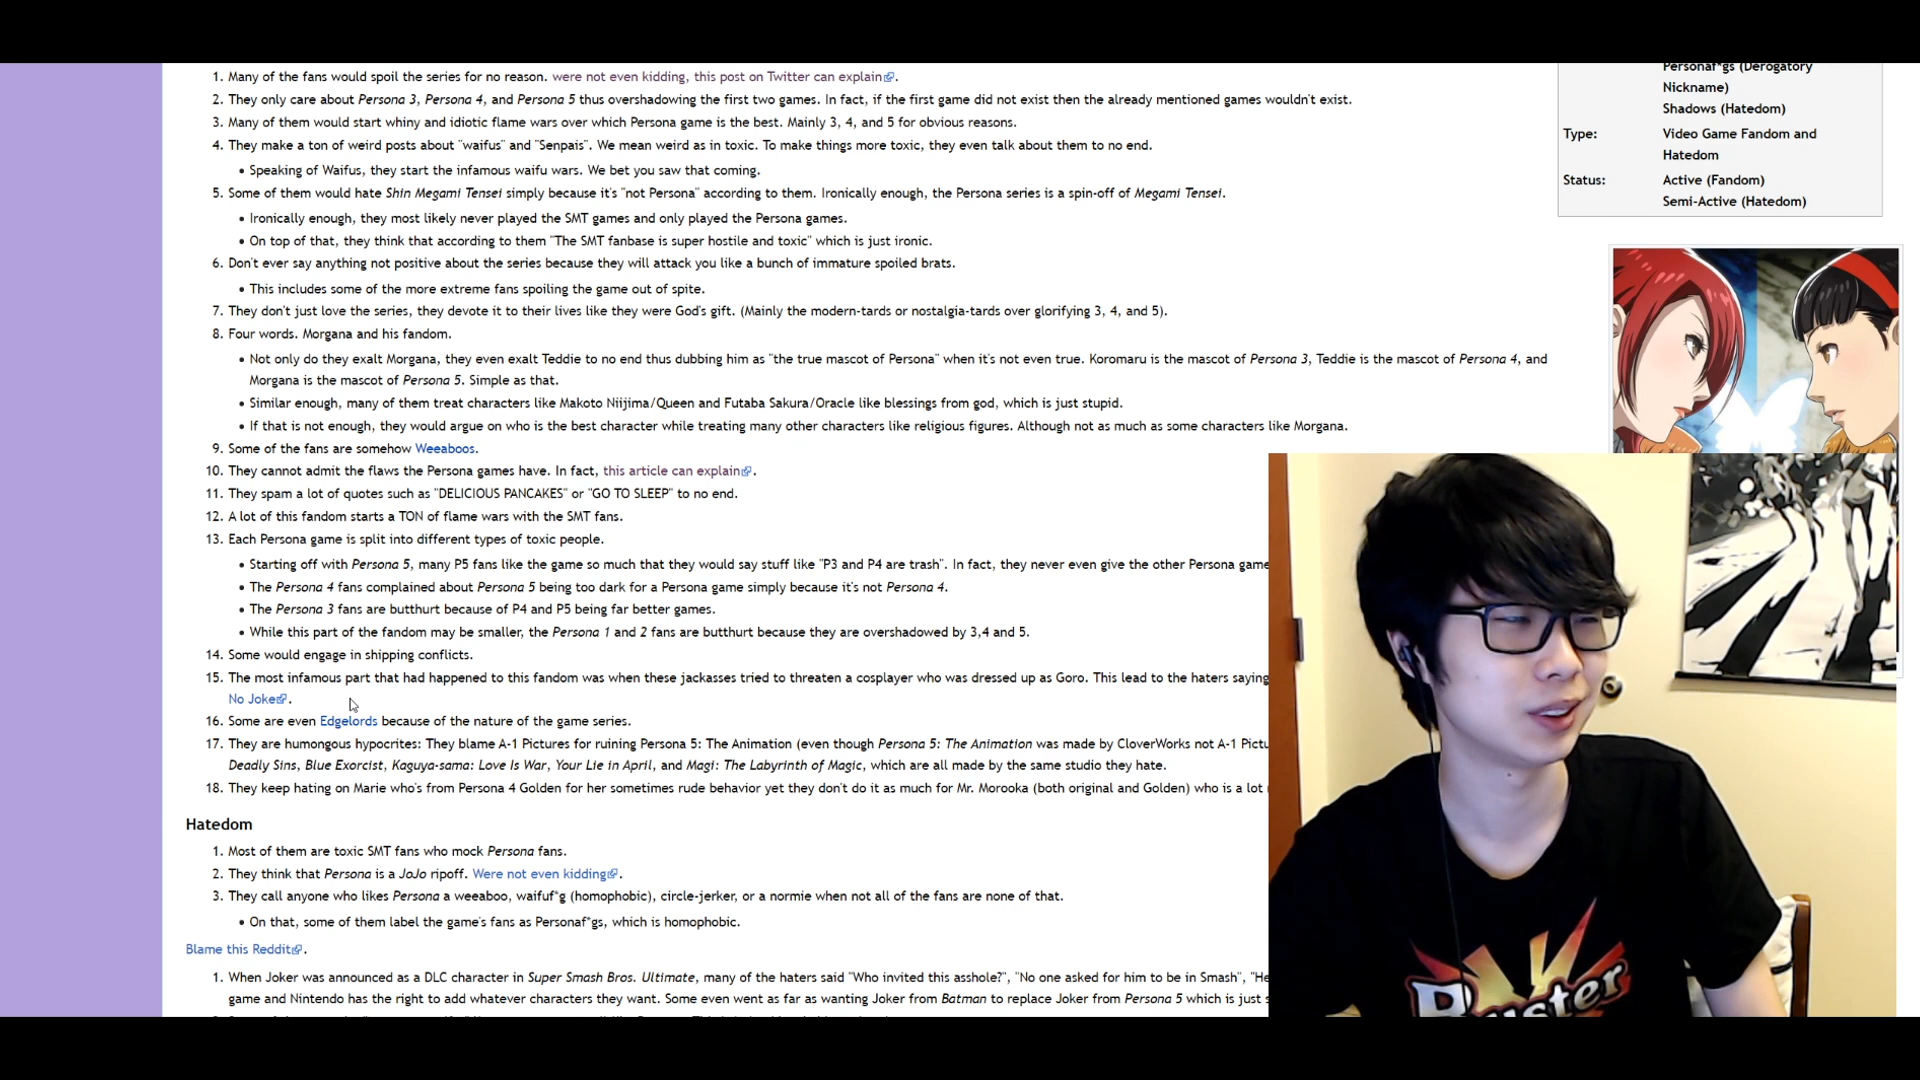 Personaf*gs (Derogatory
Nickname)
Shadows (Hatedom)
Type: Video Game Fandom and
Hatedom
Status: Active (Fandom)
Semi-Active (Hatedom)
1. Many of the fans would spoil the series for no reason. were not even kidding, this post on Twitter can explain.
2. They only care about Persona 3, Persona 4, and Persona 5 thus overshadowing the first two games. In fact, if the first game did not exist then the already mentioned games wouldn't exist.
3. Many of them would start whiny and idiotic flame wars over which Persona game is the best. Mainly 3, 4, and 5 for obvious reasons.
4. They make a ton of weird posts about "waifus" and "Senpais". We mean weird as in toxic. To make things more toxic, they even talk about them to no end.
• Speaking of Waifus, they start the infamous waifu wars. We bet you saw that coming.
5. Some of them would hate Shin Megami Tensei simply because it's "not Persona" according to them. Ironically enough, the Persona series is a spin-off of Megami Tensei.
• Ironically enough, they most likely never played the SMT games and only played the Persona games.
• On top of that, they think that according to them "The SMT fanbase is super hostile and toxic" which is just ironic.
6. Don't ever say anything not positive about the series because they will attack you like a bunch of immature spoiled brats.
• This includes some of the more extreme fans spoiling the game out of spite.
7. They don't just love the series, they devote it to their lives like they were God's gift. (Mainly the modern-tards or nostalgia-tards over glorifying 3, 4, and 5).
8. Four words. Morgana and his fandom.
• Not only do they exalt Morgana, they even exalt Teddie to no end thus dubbing him as "the true mascot of Persona" when it's not even true. Koromaru is the mascot of Persona 3, Teddie is the mascot of Persona 4, and
Morgana is the mascot of Persona 5. Simple as that.
• Similar enough, many of them treat characters like Makoto Niijima/Queen and Futaba Sakura/Oracle like blessings from god, which is just stupid.
• If that is not enough, they would argue on who is the best character while treating many other characters like religious figures. Although not as much as some characters like Morgana.
9. Some of the fans are somehow Weeaboos.
10. They cannot admit the flaws the Persona games have. In fact, this article can explain.
11. They spam a lot of quotes such as "DELICIOUS PANCAKES" or "GO TO SLEEP" to no end.
12. A lot of this fandom starts a TON of flame wars with the SMT fans.
13. Each Persona game is split into different types of toxic people.
• Starting off with Persona 5, many P5 fans like the game so much that they would say stuff like "P3 and P4 are trash". In fact, they never even give the other Persona game
• The Persona 4 fans complained about Persona 5 being too dark for a Persona game simply because it's not Persona 4.
• The Persona 3 fans are butthurt because of P4 and P5 being far better games.
• While this part of the fandom may be smaller, the Persona 1 and 2 fans are butthurt because they are overshadowed by 3,4 and 5.
14. Some would engage in shipping conflicts.
15. The most infamous part that had happened to this fandom was when these jackasses tried to threaten a cosplayer who was dressed up as Goro. This lead to the haters saying
No Joke.
16. Some are even Edgelords because of the nature of the game series.
17. They are humongous hypocrites: They blame A-1 Pictures for ruining Persona 5: The Animation (even though Persona 5: The Animation was made by CloverWorks not A-1 Pictu
Deadly Sins, Blue Exorcist, Kaguya-sama: Love Is War, Your Lie in April, and Magi: The Labyrinth of Magic, which are all made by the same studio they hate.
18. They keep hating on Marie who's from Persona 4 Golden for her sometimes rude behavior yet they don't do it as much for Mr. Morooka (both original and Golden) who is a lot
Hatedom
1. Most of them are toxic SMT fans who mock Persona fans.
2. They think that Persona is a JoJo ripoff. Were not even kidding.
3. They call anyone who likes Persona a weeaboo, waifuf*g (homophobic), circle-jerker, or a normie when not all of the fans are none of that.
• On that, some of them label the game's fans as Personaf*gs, which is homophobic.
Blame this Reddit.
1. When Joker was announced as a DLC character in Super Smash Bros. Ultimate, many of the haters said "Who invited this asshole?", "No one asked for him to be in Smash", "He
game and Nintendo has the right to add whatever characters they want. Some even went as far as wanting Joker from Batman to replace Joker from Persona 5 which is just s
Buster